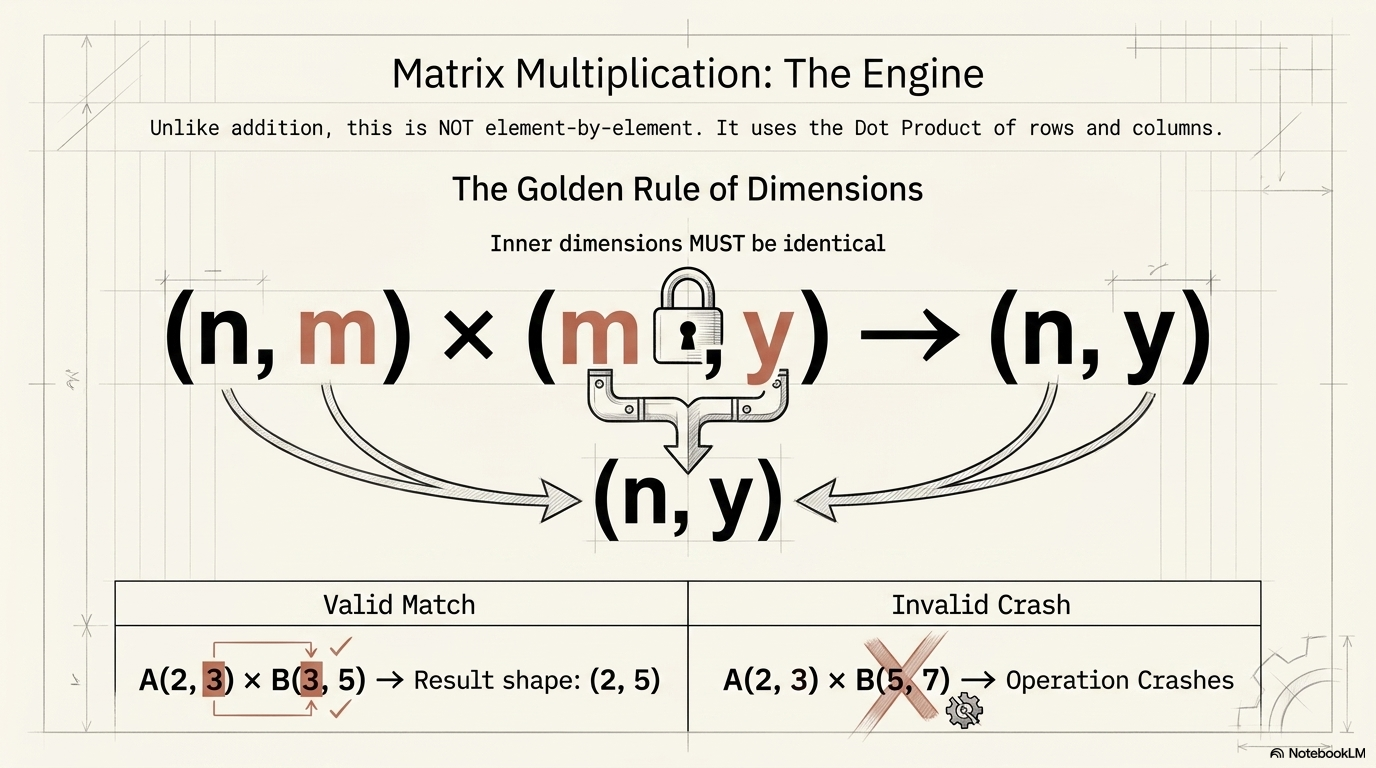 Matrix Multiplication: The Engine
Unlike addition, this is NOT element-by-element. It uses the Dot Product of rows and columns.
The Golden Rule of Dimensions
Inner dimensions MUST be identical
(n, m) × (m , y) → (n, y)
(n, y)
Valid Match
Invalid Crash
A(2, 3) × B(3, 5) → Result shape: (2, 5)
A(2, 3) × B(5, 7) → Operation Crashes
NotebookLM